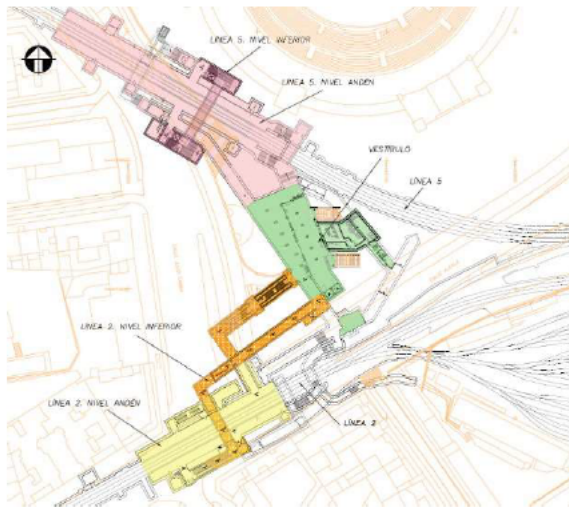 LÍNEA 5. NIVEL INFERIOR
LÍNEA 5. NIVEL ANDÉN
VESTÍBULO
LÍNEA 5
LÍNEA 2. NIVEL INFERIOR
LÍNEA 2. NIVEL ANDÉN
LÍNEA 2